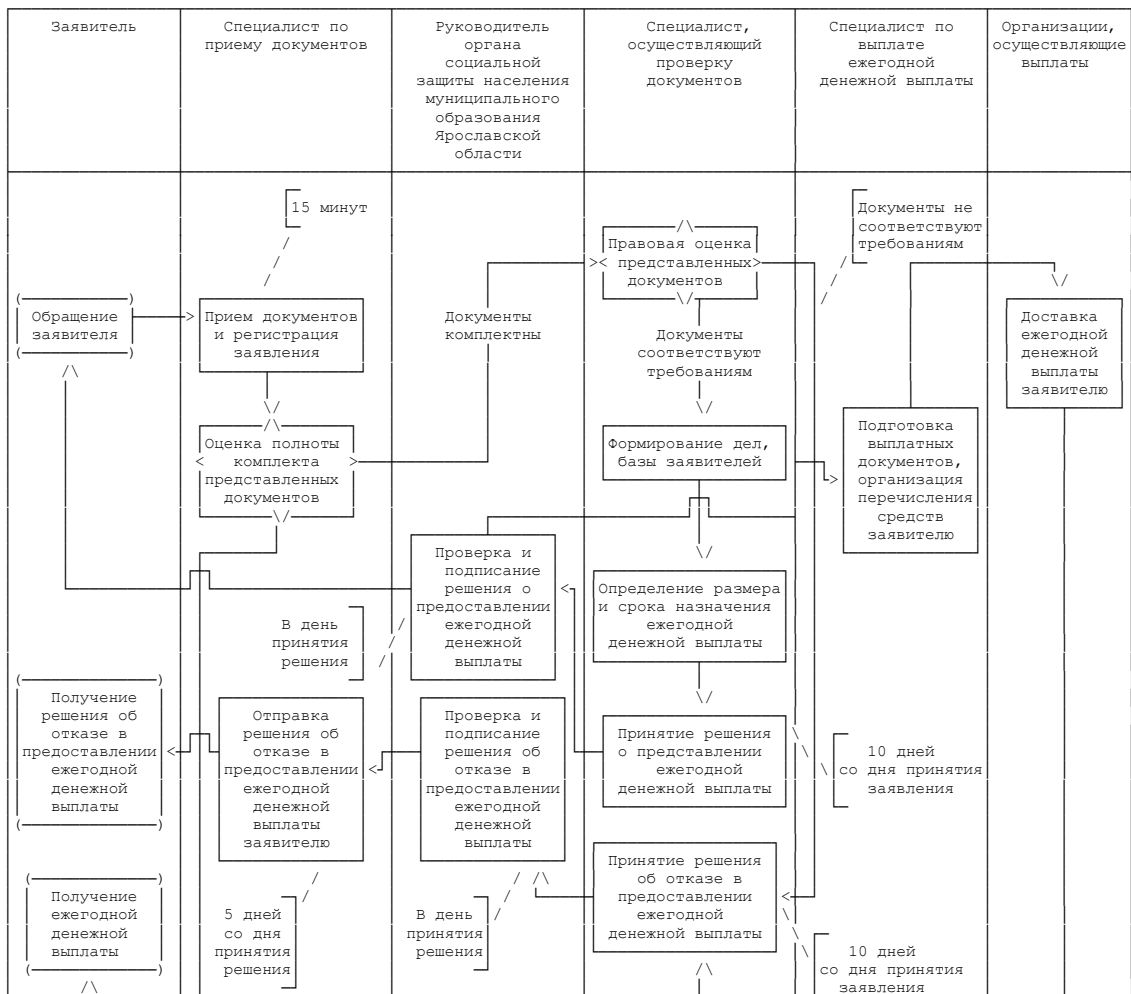 Заявитель
Специалист по
приему документов
Руководитель
органа
социальной
защиты населения
муниципального
образования
Ярославской
области
Специалист,
осуществляющий
проверку
документов
Специалист по
выплате
ежегодной
денежной выплаты
Организации,
осуществляющие
выплаты
15 минут
Документы не
соответствуют
требованиям
Правовая оценка
представленных
документов
Обращение
заявителя
Прием документов
и регистрация
заявления
Документы
комплектны
Документы
соответствуют
требованиям
Доставка
ежегодной
денежной
выплаты
заявителю
Оценка полноты
комплекта
представленных
документов
Формирование дел,
базы заявителей
Подготовка
выплатных
документов,
организация
перечисления
средств
заявителю
Проверка и
подписание
решения о
предоставлении
ежегодной
денежной
выплаты
Определение размера
и срока назначения
ежегодной
денежной выплаты
В день
принятия
решения
Получение
решения об
отказе в
предоставлении
ежегодной
денежной
выплаты
Отправка
решения об
отказе в
предоставлении
ежегодной
денежной
выплаты
заявителю
Проверка и
подписание
решения об
отказе в
предоставлении
ежегодной
денежной
выплаты
Принятие решения
о представлении
ежегодной
денежной выплаты
10 дней
со дня принятия
заявления
Принятие решения
об отказе в
предоставлении
ежегодной
денежной выплаты
Получение
ежегодной
денежной
выплаты
5 дней
со дня
принятия
решения
В день
принятия
решения
10 дней
со дня принятия
заявления